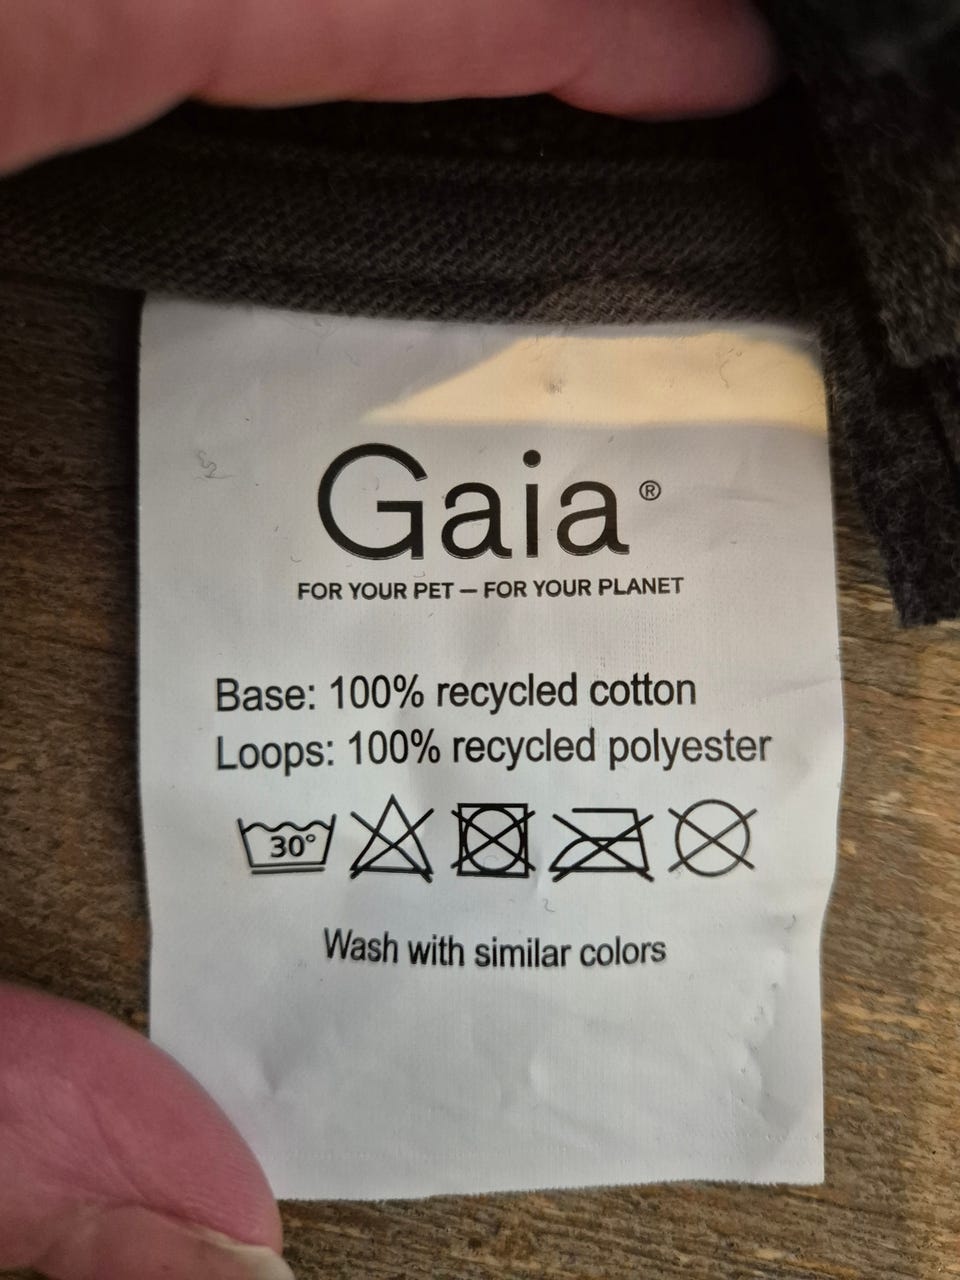 Gaia®
FOR YOUR PET – FOR YOUR PLANET
Base: 100% recycled cotton
Loops: 100% recycled polyester
30°
Wash with similar colors